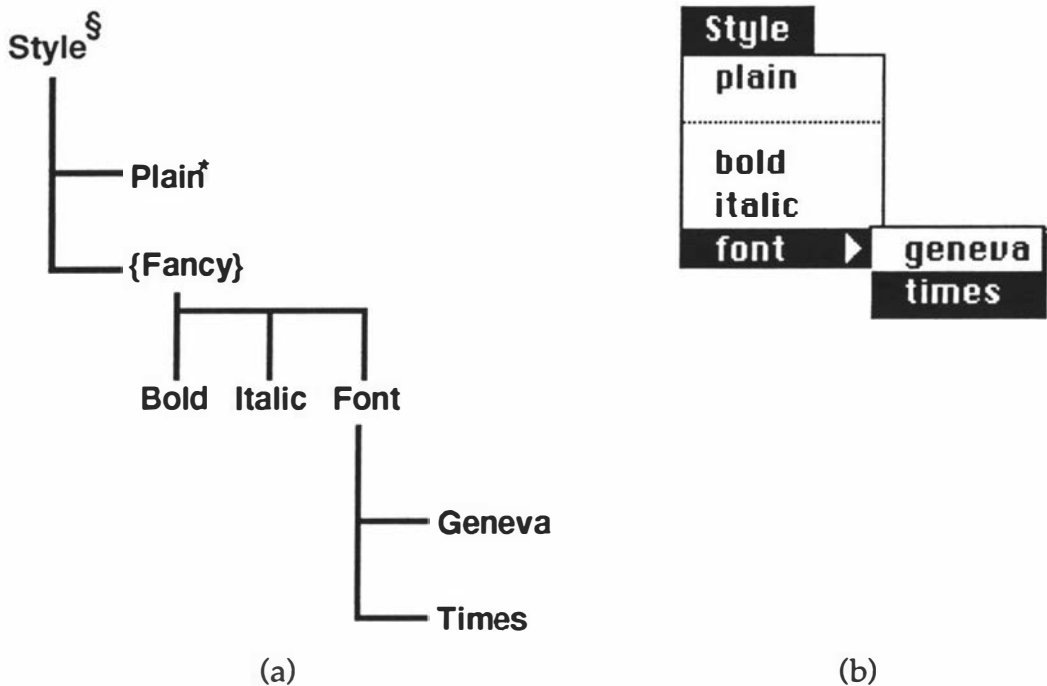 Style§
Plain*
{Fancy}
Bold Italic Font
Geneva
Times
(a)
Style
plain
bold
italic
font
geneva
times
(b)